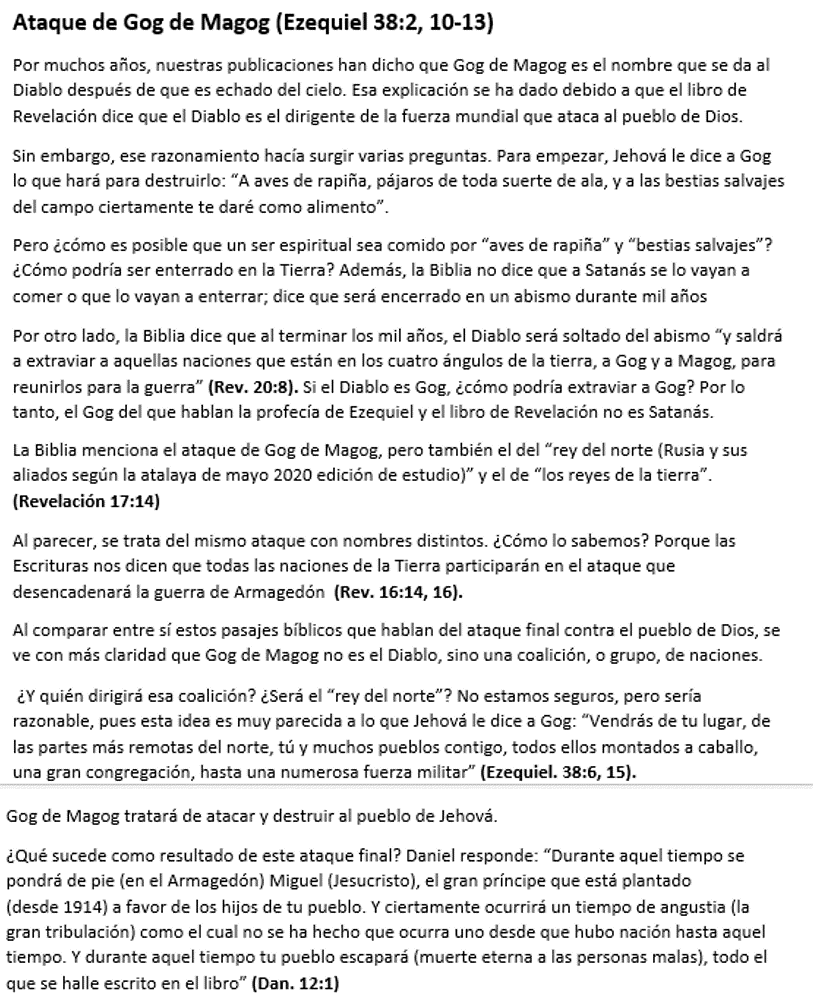 Ataque de Gog de Magog (Ezequiel 38:2, 10-13)
Por muchos años, nuestras publicaciones han dicho que Gog de Magog es el nombre que se da al
Diablo después de que es echado del cielo. Esa explicación se ha dado debido a que el libro de
Revelación dice que el Diablo es el dirigente de la fuerza mundial que ataca al pueblo de Dios.
Sin embargo, ese razonamiento hacía surgir varias preguntas. Para empezar, Jehová le dice a Gog
lo que hará para destruirlo: “A aves de rapiña, pájaros de toda suerte de ala, y a las bestias salvajes
del campo ciertamente te daré como alimento”.
Pero ¿cómo es posible que un ser espiritual sea comido por “aves de rapiña” y “bestias salvajes”?
¿Cómo podría ser enterrado en la Tierra? Además, la Biblia no dice que a Satanás se lo vayan a
comer o que lo vayan a enterrar; dice que será encerrado en un abismo durante mil años
Por otro lado, la Biblia dice que al terminar los mil años, el Diablo será soltado del abismo “y saldrá
a extraviar a aquellas naciones que están en los cuatro ángulos de la tierra, a Gog y a Magog, para
reunirlos para la guerra” (Rev. 20:8). Si el Diablo es Gog, ¿cómo podría extraviar a Gog? Por lo
tanto, el Gog del que hablan la profecía de Ezequiel y el libro de Revelación no es Satanás.
La Biblia menciona el ataque de Gog de Magog, pero también el del “rey del norte (Rusia y sus
aliados según la atalaya de mayo 2020 edición de estudio)” y el de “los reyes de la tierra”.
(Revelación 17:14)
Al parecer, se trata del mismo ataque con nombres distintos. ¿Cómo lo sabemos? Porque las
Escrituras nos dicen que todas las naciones de la Tierra participarán en el ataque que
desencadenará la guerra de Armagedón (Rev. 16:14, 16).
Al comparar entre sí estos pasajes bíblicos que hablan del ataque final contra el pueblo de Dios, se
ve con más claridad que Gog de Magog no es el Diablo, sino una coalición, o grupo, de naciones.
¿Y quién dirigirá esa coalición? ¿Será el “rey del norte”? No estamos seguros, pero sería
razonable, pues esta idea es muy parecida a lo que Jehová le dice a Gog: “Vendrás de tu lugar, de
las partes más remotas del norte, tú y muchos pueblos contigo, todos ellos montados a caballo,
una gran congregación, hasta una numerosa fuerza militar” (Ezequiel. 38:6, 15).
Gog de Magog tratará de atacar y destruir al pueblo de Jehová.
¿Qué sucede como resultado de este ataque final? Daniel responde: “Durante aquel tiempo se
pondrá de pie (en el Armagedón) Miguel (Jesucristo), el gran príncipe que está plantado
(desde 1914) a favor de los hijos de tu pueblo. Y ciertamente ocurrirá un tiempo de angustia (la
gran tribulación) como el cual no se ha hecho que ocurra uno desde que hubo nación hasta aquel
tiempo. Y durante aquel tiempo tu pueblo escapará (muerte eterna a las personas malas), todo el
que se halle escrito en el libro” (Dan. 12:1)